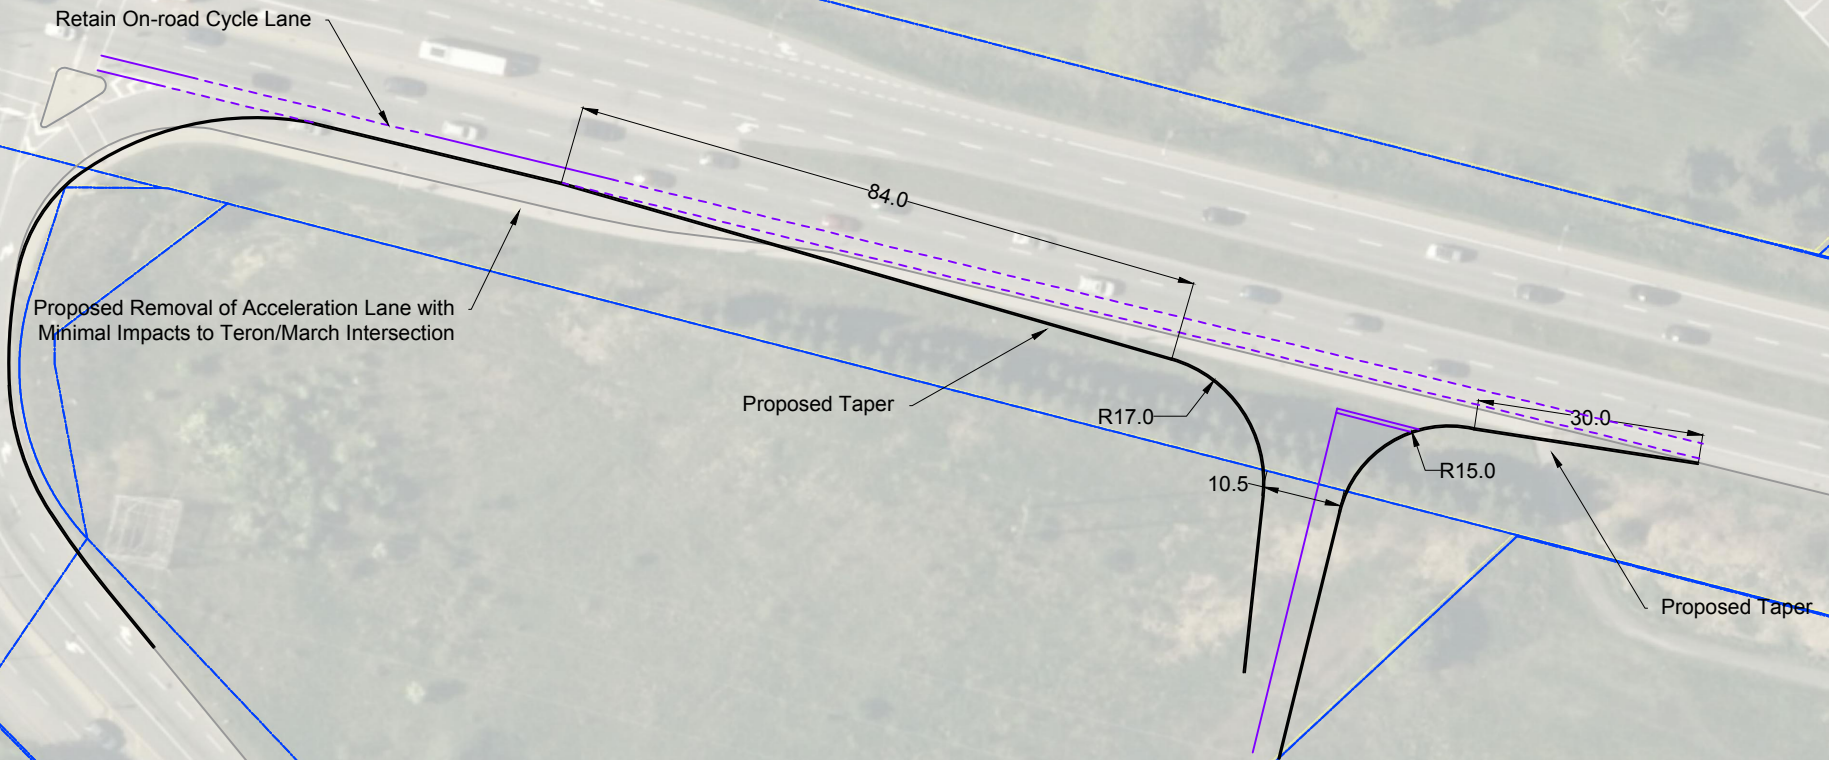 Retain On-road Cycle Lane
84.0
Proposed Removal of Acceleration Lane with
Minimal Impacts to Teron/March Intersection
Proposed Taper
R17.0
30.0
R15.0
10.5
Proposed Taper